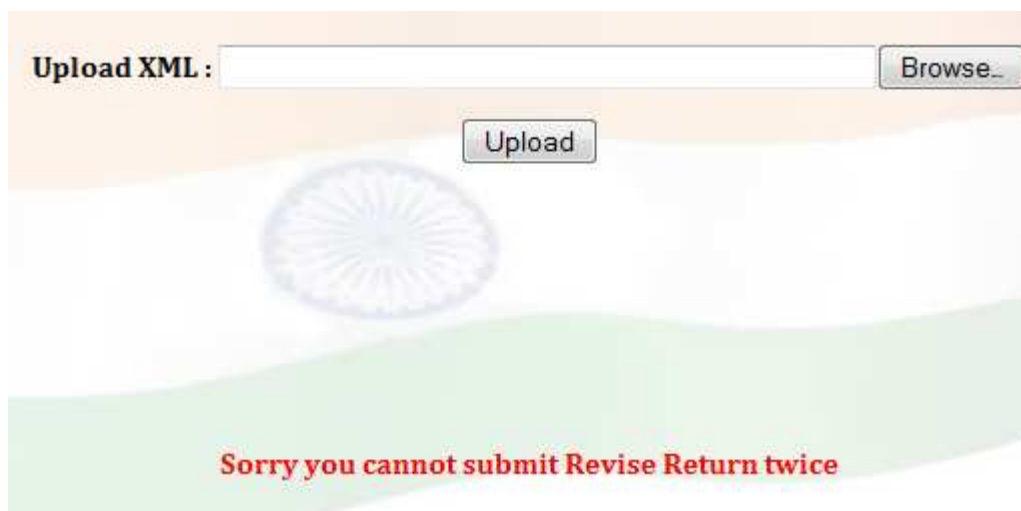 Upload XML : Browse...
Upload
Sorry you cannot submit Revise Return twice